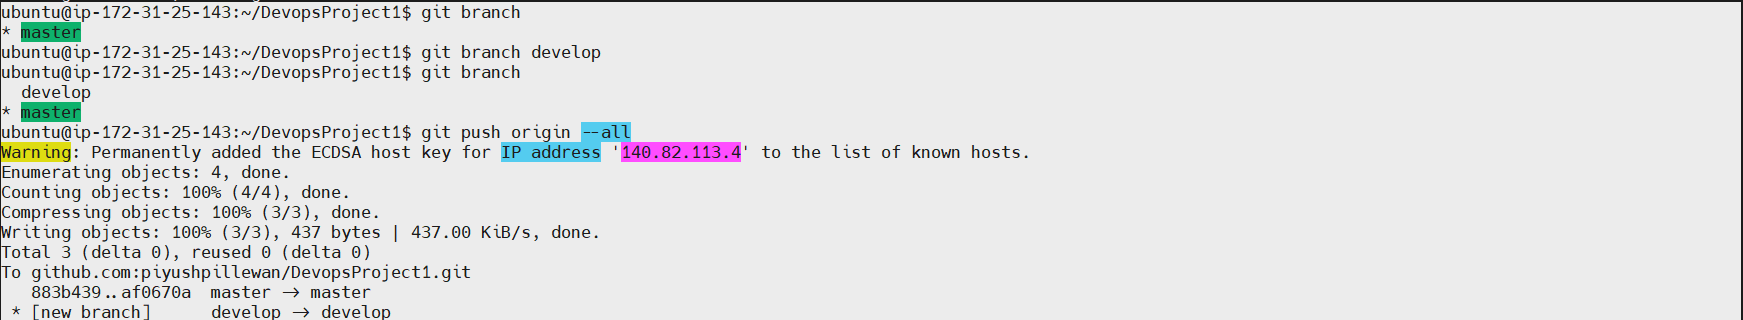 ubuntu@ip-172-31-25-143:~/DevopsProject1$ git branch
* master
ubuntu@ip-172-31-25-143:~/DevopsProject1$ git branch develop
ubuntu@ip-172-31-25-143:~/DevopsProject1$ git branch
  develop
* master
ubuntu@ip-172-31-25-143:~/DevopsProject1$ git push origin --all
Warning: Permanently added the ECDSA host key for IP address '140.82.113.4' to the list of known hosts.
Enumerating objects: 4, done.
Counting objects: 100% (4/4), done.
Compressing objects: 100% (3/3), done.
Writing objects: 100% (3/3), 437 bytes | 437.00 KiB/s, done.
Total 3 (delta 0), reused 0 (delta 0)
To github.com:piyushpillewan/DevopsProject1.git
   883b439..af0670a  master -> master
 * [new branch]      develop -> develop